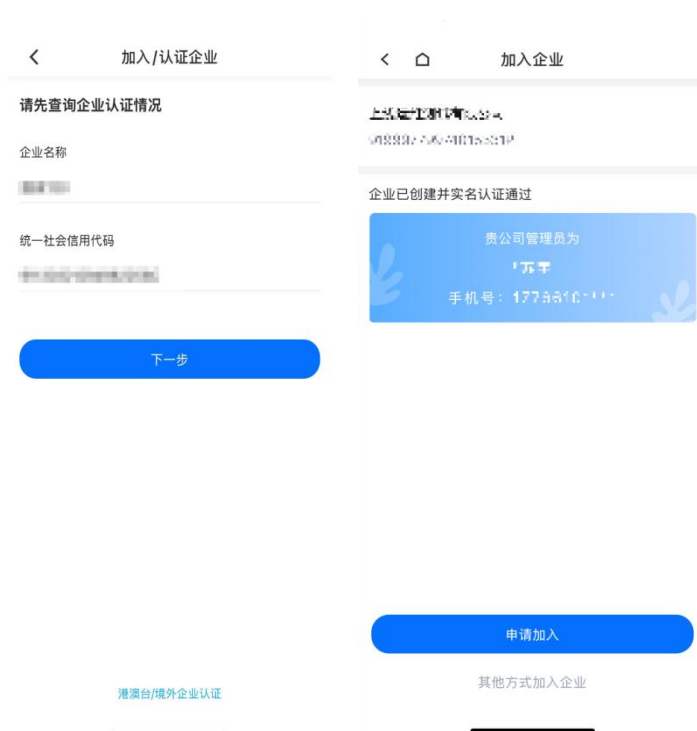 加入/认证企业
请先查询企业认证情况
企业名称
统一社会信用代码
下一步
港澳台/境外企业认证
加入企业
企业已创建并实名认证通过
贵公司管理员为
手机号：
申请加入
其他方式加入企业